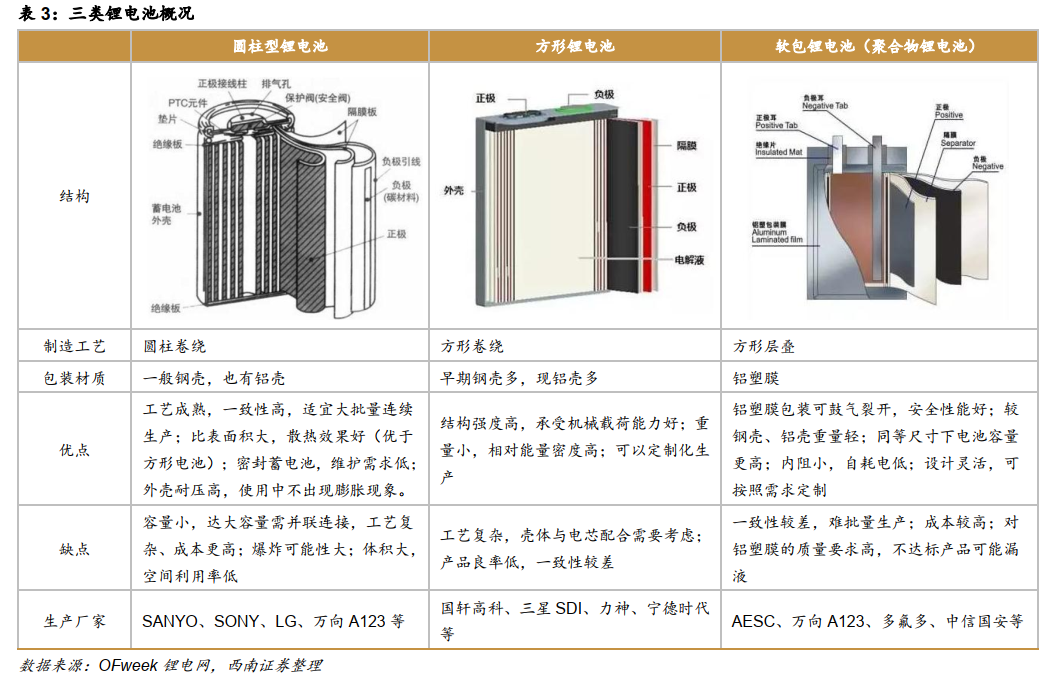 表 3：三类锂电池概况
圆柱型锂电池
方形锂电池
软包锂电池（聚合物锂电池）
结构
正极接线柱
排气孔
PTC元件
保护阀(安全阀)
垫片
隔膜板
绝缘板
负极引线
负极
(碳材料)
蓄电池
外壳
正极
绝缘板
正极
负极
隔膜
外壳
正极
负极
电解液
负极耳
Negative Tab
正极耳
Positive Tab
正极
Positive
绝缘片
Insulated Mat
隔膜
Separator
负极
Negative
铝塑包装膜
Aluminum
Laminated film
制造工艺
圆柱卷绕
方形卷绕
方形层叠
包装材质
一般钢壳，也有铝壳
早期钢壳多，现铝壳多
铝塑膜
优点
工艺成熟，一致性高，适宜大批量连续
生产；比表面积大，散热效果好（优于
方形电池）；密封蓄电池，维护需求低；
外壳耐压高，使用中不出现膨胀现象。
结构强度高，承受机械载荷能力好；重
量小，相对能量密度高；可以定制化生
产
铝塑膜包装可鼓气裂开，安全性能好；较
钢壳、铝壳重量轻；同等尺寸下电池容量
更高；内阻小，自耗电低；设计灵活，可
按照需求定制
缺点
容量小，达大容量需并联连接，工艺复
杂、成本更高；爆炸可能性大；体积大，
空间利用率低
工艺复杂，壳体与电芯配合需要考虑；
产品良率低，一致性较差
一致性较差，难批量生产；成本较高；对
铝塑膜的质量要求高，不达标产品可能漏
液
生产厂家
SANYO、SONY、LG、万向 A123 等
国轩高科、三星 SDI、力神、宁德时代
等
AESC、万向 A123、多氟多、中信国安等
数据来源：OFweek 锂电网，西南证券整理